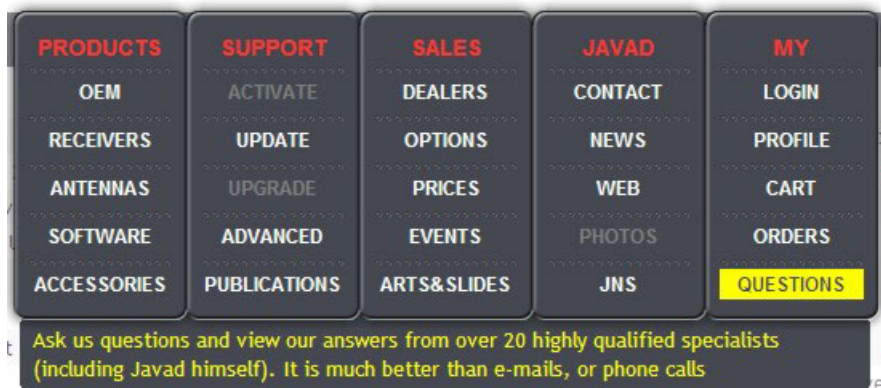 PRODUCTS
OEM
RECEIVERS
ANTENNAS
SOFTWARE
ACCESSORIES
SUPPORT
ACTIVATE
UPDATE
UPGRADE
ADVANCED
PUBLICATIONS
SALES
DEALERS
OPTIONS
PRICES
EVENTS
ARTS&SLIDES
JAVAD
CONTACT
NEWS
WEB
PHOTOS
JNS
MY
LOGIN
PROFILE
CART
ORDERS
QUESTIONS
Ask us questions and view our answers from over 20 highly qualified specialists
(including Javad himself). It is much better than e-mails, or phone calls